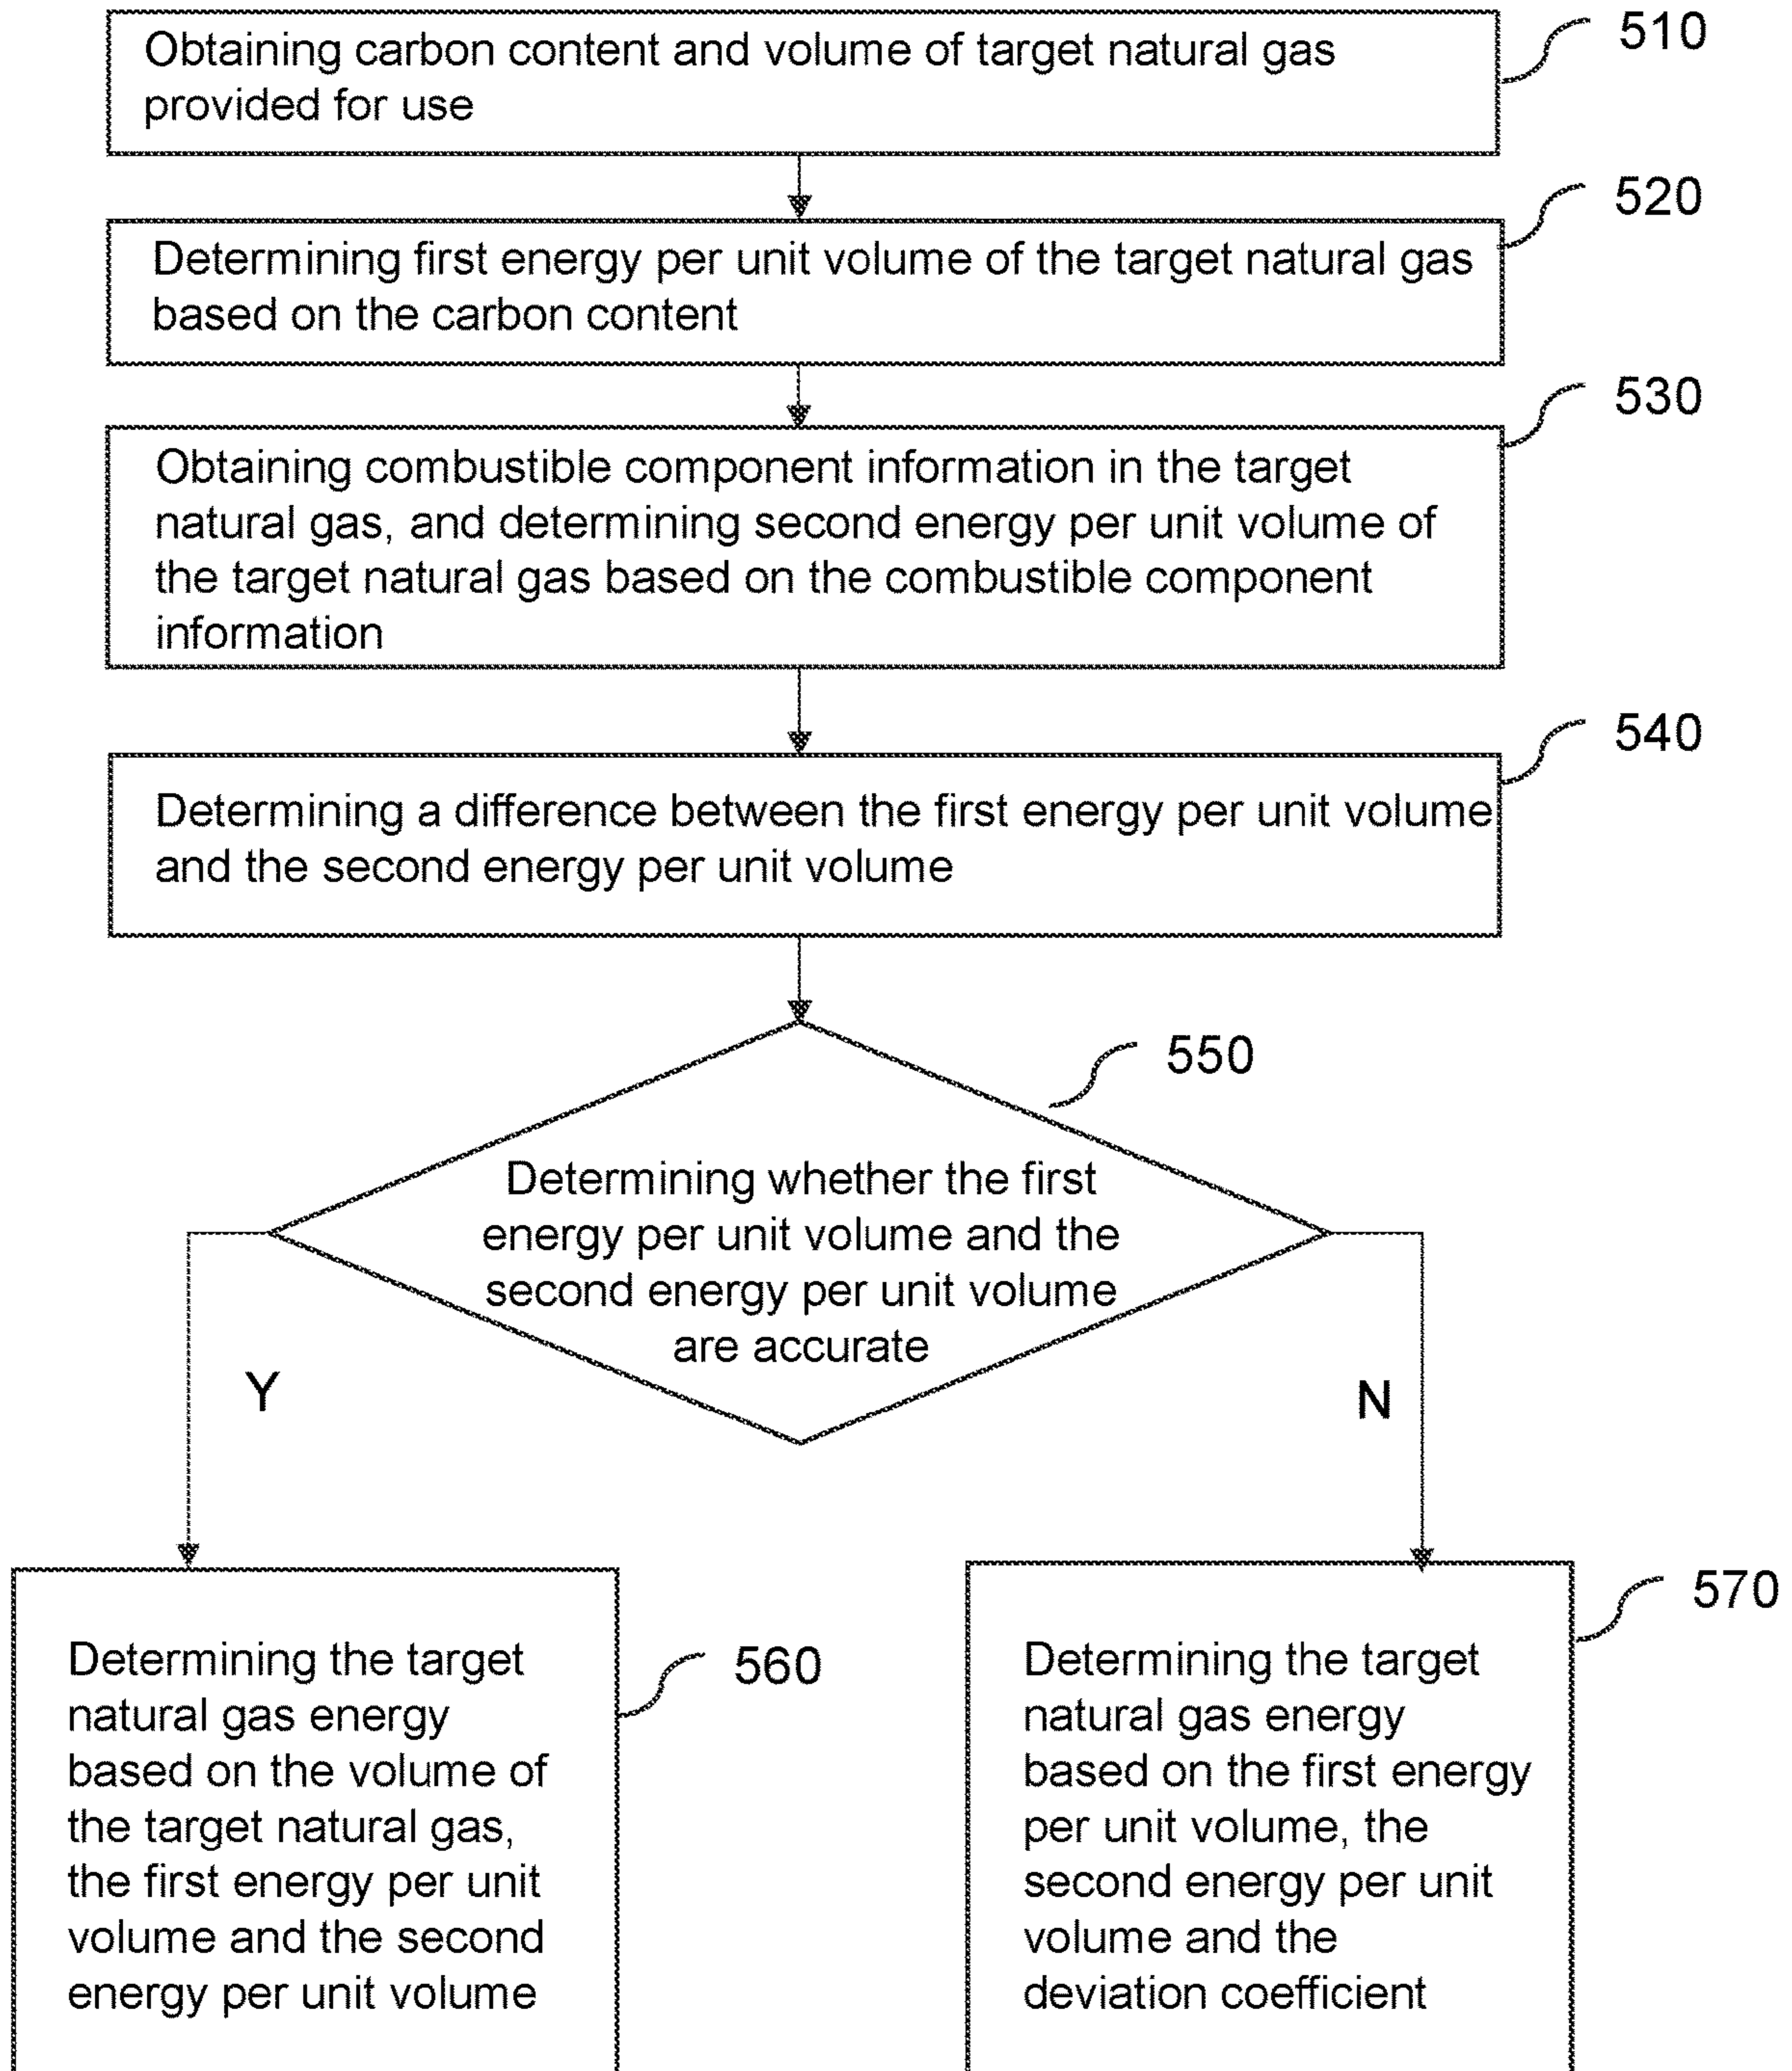 Obtaining carbon content and volume of target natural gas
provided for use
510
Determining first energy per unit volume of the target natural gas
based on the carbon content
520
Obtaining combustible component information in the target
natural gas, and determining second energy per unit volume of
the target natural gas based on the combustible component
information
530
Determining a difference between the first energy per unit volume
and the second energy per unit volume
540
Determining whether the first
energy per unit volume and the
second energy per unit volume
are accurate
550
Y
N
Determining the target
natural gas energy
based on the volume of
the target natural gas,
the first energy per unit
volume and the second
energy per unit volume
560
Determining the target
natural gas energy
based on the first energy
per unit volume, the
second energy per unit
volume and the
deviation coefficient
570